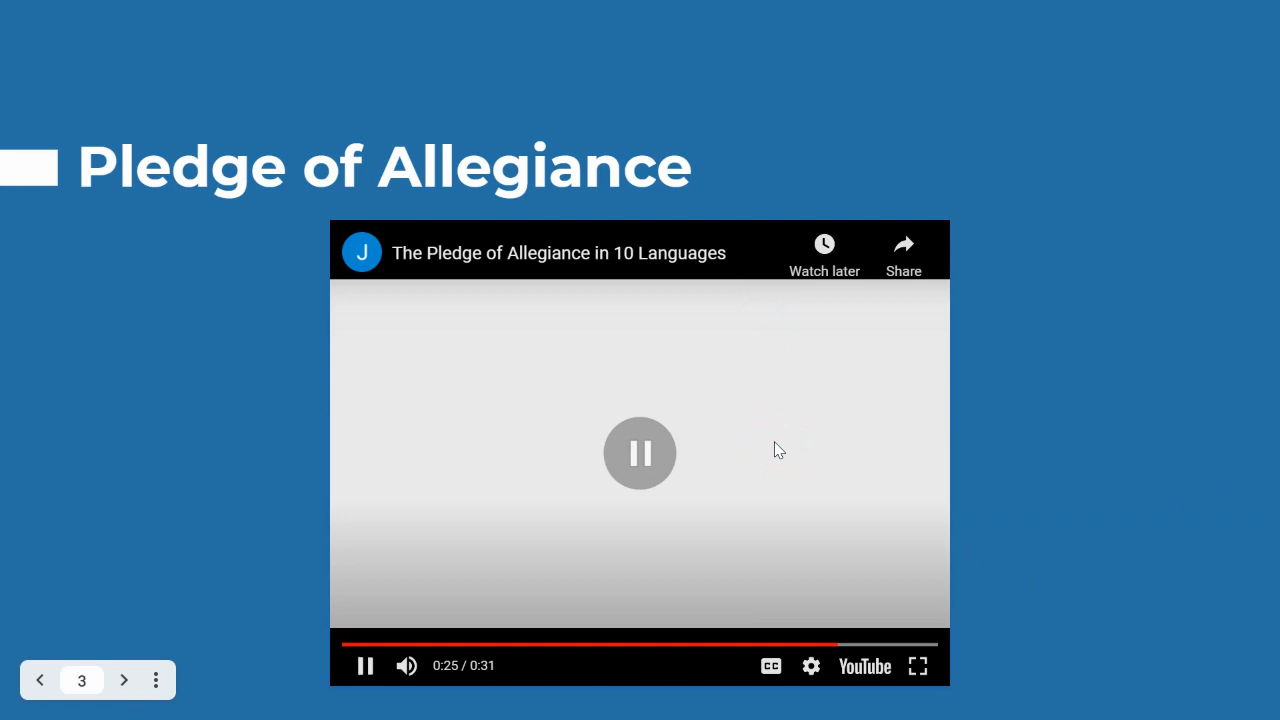 Pledge of Allegiance
J
The Pledge of Allegiance in 10 Languages
Watch later
Share
0:25 / 0:31
CC
YouTube
3